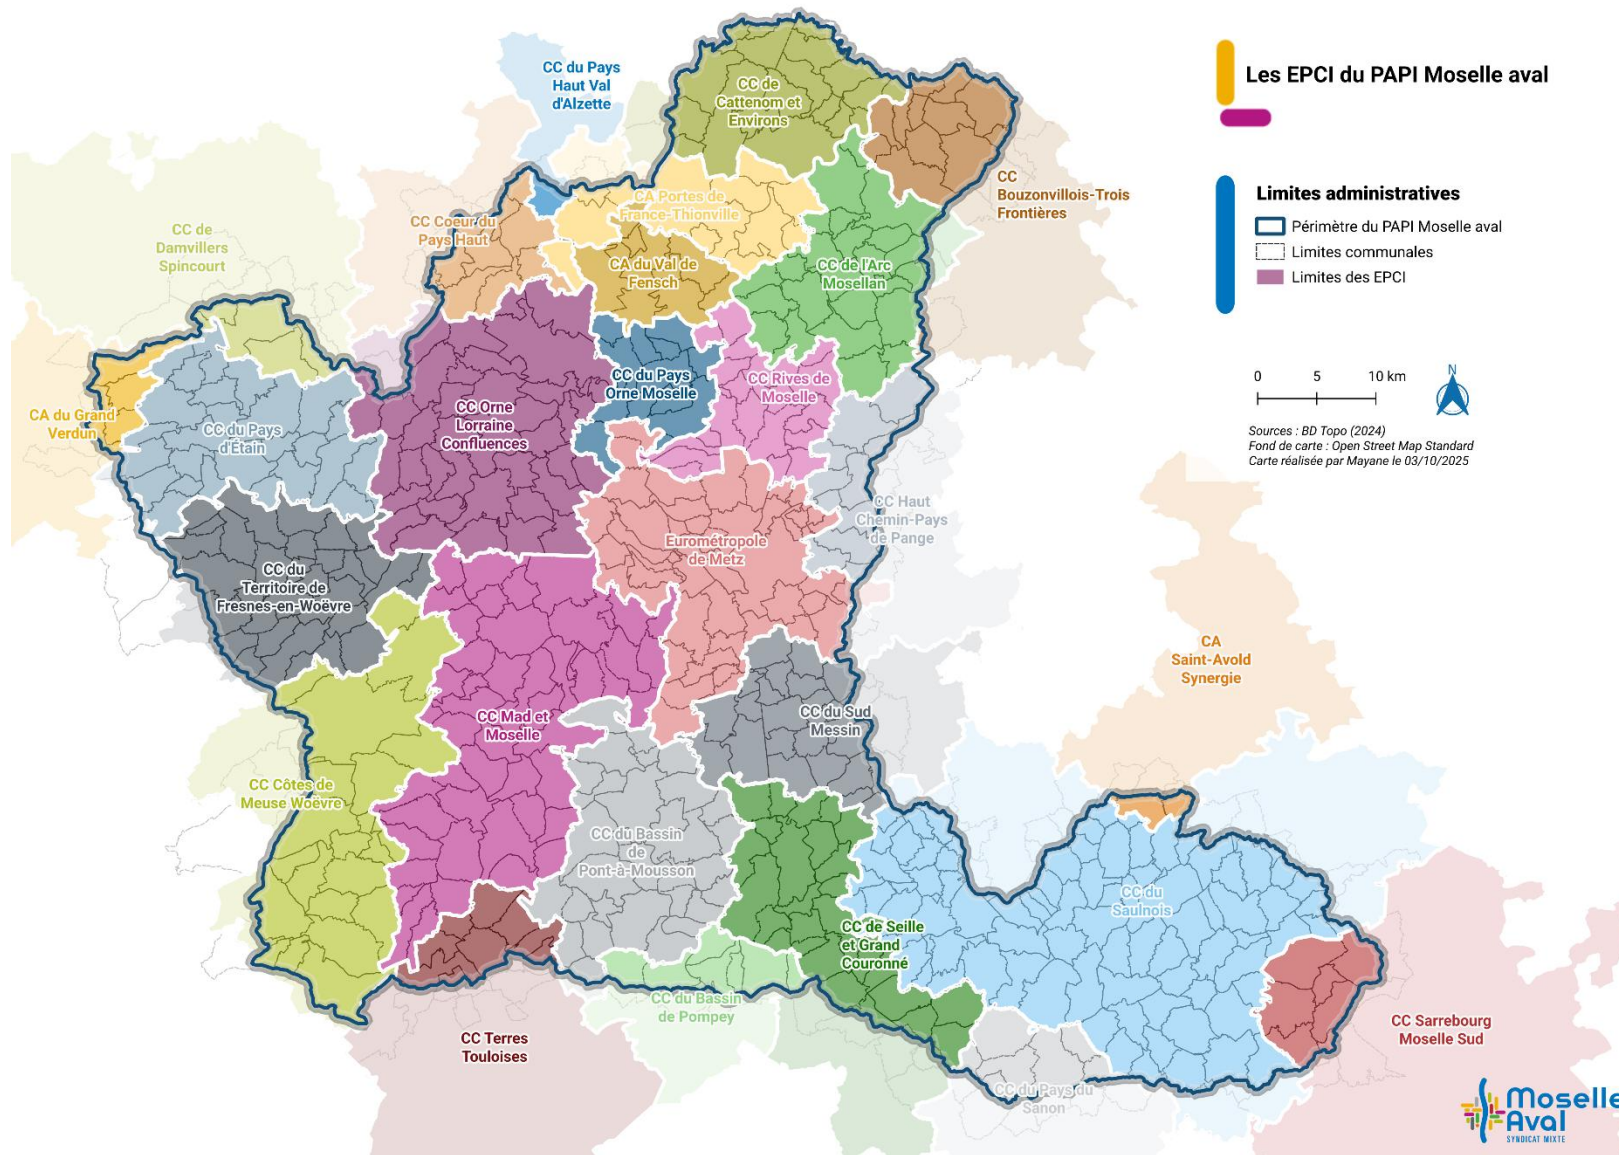 Les EPCI du PAPI Moselle aval
Limites administratives
Périmètre du PAPI Moselle aval
Limites communales
Limites des EPCI
0 5 10 km
N
Sources : BD Topo (2024)
Fond de carte : Open Street Map Standard
Carte réalisée par Mayane le 03/10/2025
CC du Pays
Haut Val
d'Alzette
CC de
Cattenom et
Environs
CC
Bouzonvillois-Trois
Frontières
CA Portes de
France-Thionville
CC Coeur du
Pays Haut
CC de
Damvillers
Spincourt
CA du Val de
Fensch
CC de l'Arc
Mosellan
CC du Pays
Orne Moselle
CC Rives de
Moselle
CC Orne
Lorraine
Confluences
CA du Grand
Verdun
CC du Pays
d'Étain
CC Haut
Chemin-Pays
de Pange
Eurométropole
de Metz
CC du
Territoire de
Fresnes-en-Woëvre
CA
Saint-Avold
Synergie
CC Mad et
Moselle
CC du Sud
Messin
CC Côtes de
Meuse Woëvre
CC du Bassin
de
Pont-à-Mousson
CC du
Saulnois
CC de Seille
et Grand
Couronné
CC du Bassin
de Pompey
CC Terres
Touloises
CC Sarrebourg
Moselle Sud
CC du Pays du
Sanon
Moselle
Aval
SYNDICAT MIXTE